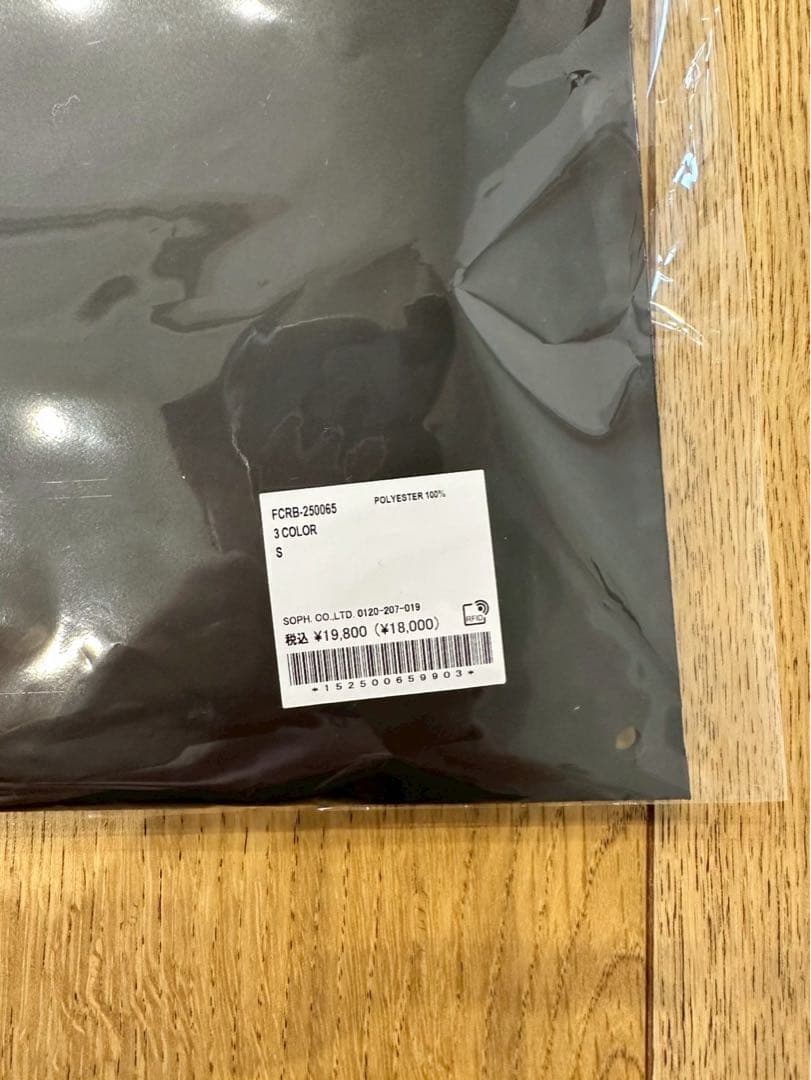 FCRB-250065 POLYESTER 100%
3 COLOR
S
SOPH. CO.,LTD. 0120-207-019
RFID
税込 ¥19,800 (¥18,000)
*152500659903*